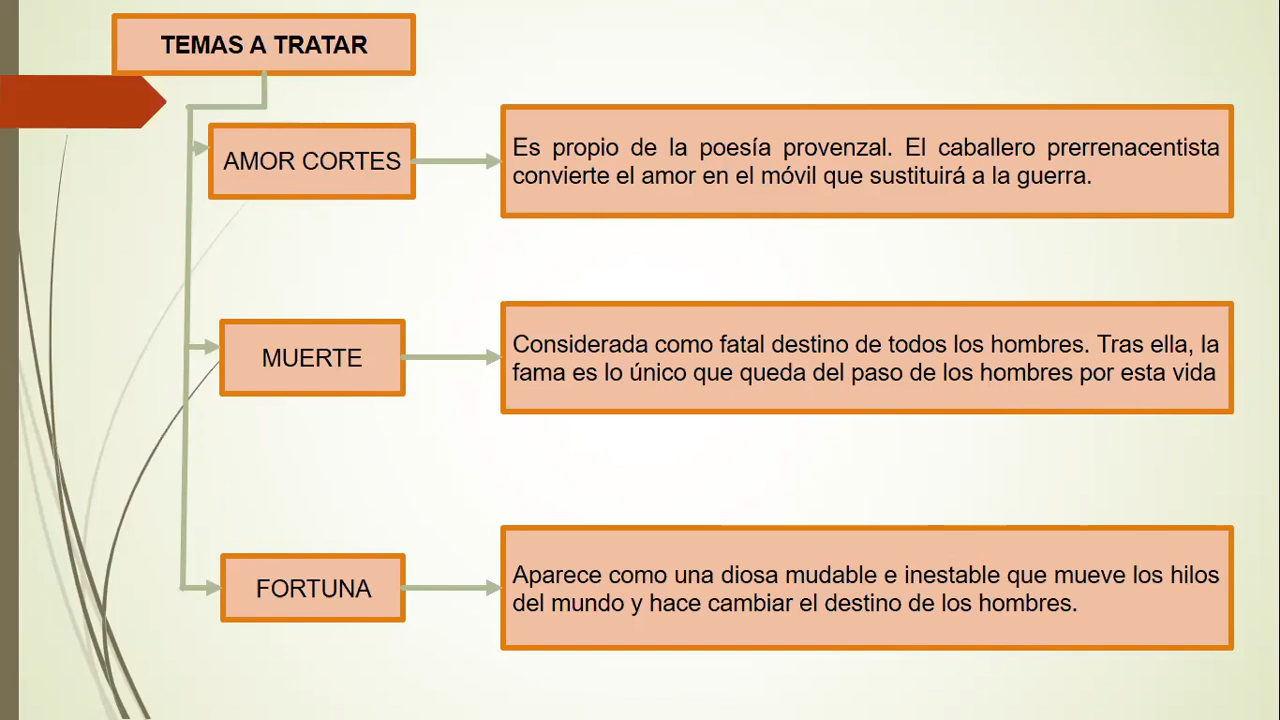 TEMAS A TRATAR
AMOR CORTES
Es propio de la poesía provenzal. El caballero prerrenacentista
convierte el amor en el móvil que sustituirá a la guerra.
MUERTE
Considerada como fatal destino de todos los hombres. Tras ella, la
fama es lo único que queda del paso de los hombres por esta vida
FORTUNA
Aparece como una diosa mudable e inestable que mueve los hilos
del mundo y hace cambiar el destino de los hombres.